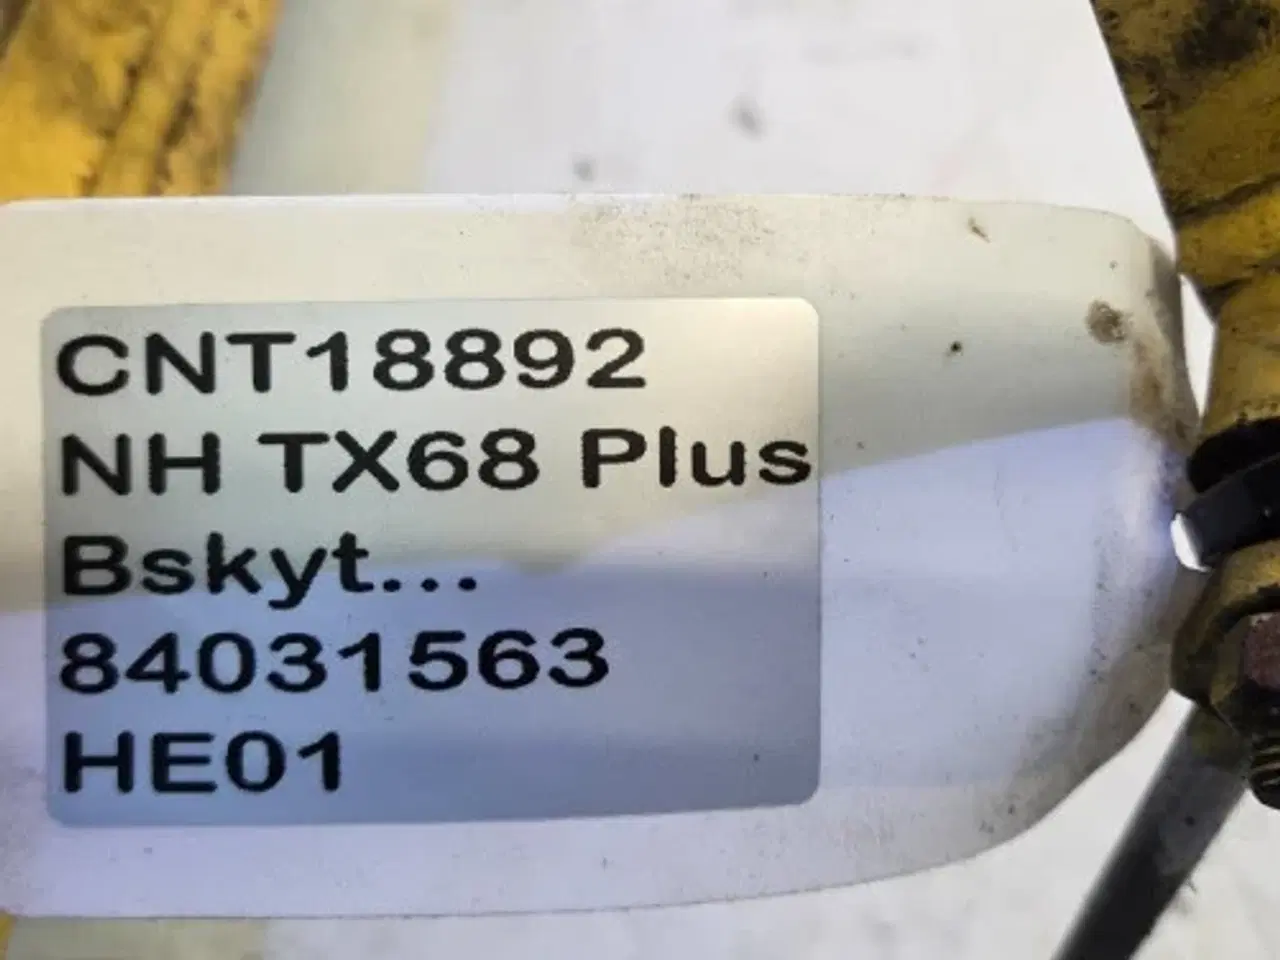 CNT18892
NH TX68 Plus
Bskyt...
84031563
HE01